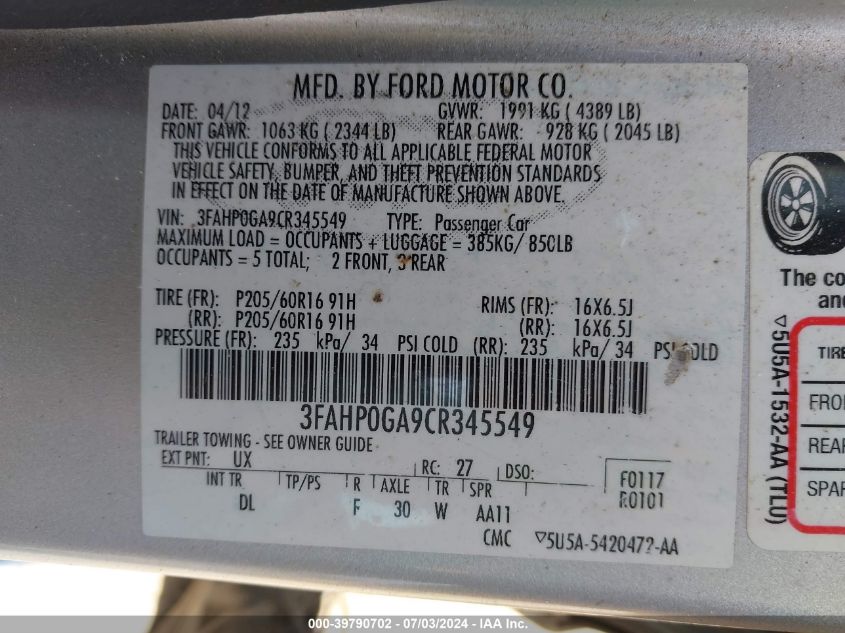 MFD. BY FORD MOTOR CO.
DATE: 04/12 GVWR: 1991 KG ( 4389 LB)
FRONT GAWR: 1063 KG ( 2344 LB) REAR GAWR: 928 KG ( 2045 LB)
THIS VEHICLE CONFORMS TO ALL APPLICABLE FEDERAL MOTOR
VEHICLE SAFETY, BUMPER, AND THEFT PREVENTION STANDARDS
IN EFFECT ON THE DATE OF MANUFACTURE SHOWN ABOVE.
VIN: 3FAHP0GA9CR345549 TYPE: Passenger Car
MAXIMUM LOAD = OCCUPANTS + LUGGAGE = 385KG/ 850LB
OCCUPANTS = 5 TOTAL; 2 FRONT, 3 REAR
TIRE (FR): P205/60R16 91H RIMS (FR): 16X6.5J
(RR): P205/60R16 91H (RR): 16X6.5J
PRESSURE (FR): 235 kPa/ 34 PSI COLD (RR): 235 kPa/ 34 PSI COLD
3FAHP0GA9CR345549
TRAILER TOWING - SEE OWNER GUIDE
EXT PNT: UX RC: 27 DSO: F0117
R0101
INT TR TP/PS R AXLE TR SPR
DL F 30 W AA11
CMC ▽5U5A-5420472-AA
The co
an
▽5U5A-1532-AA (TLU)
TIRE
FRO
REAR
SPAR
000-39790702 - 07/03/2024 - IAA Inc.